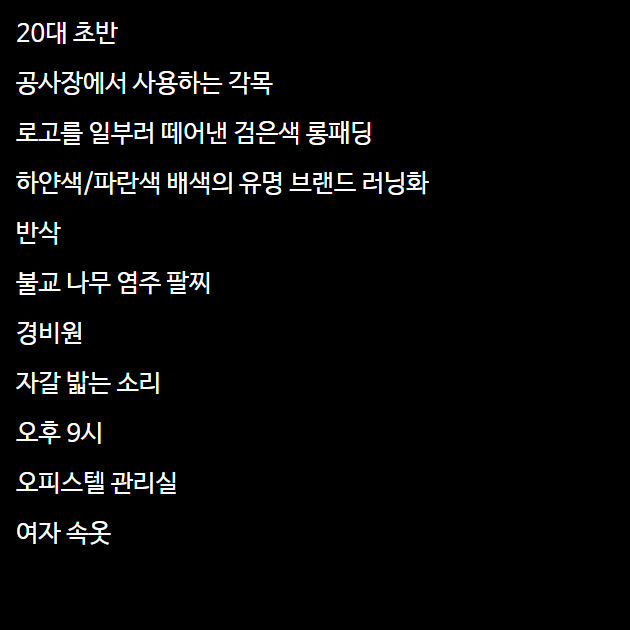 20대 초반
공사장에서 사용하는 각목
로고를 일부러 떼어낸 검은색 롱패딩
하얀색/파란색 배색의 유명 브랜드 러닝화
반삭
불교 나무 염주 팔찌
경비원
자갈 밟는 소리
오후 9시
오피스텔 관리실
여자 속옷